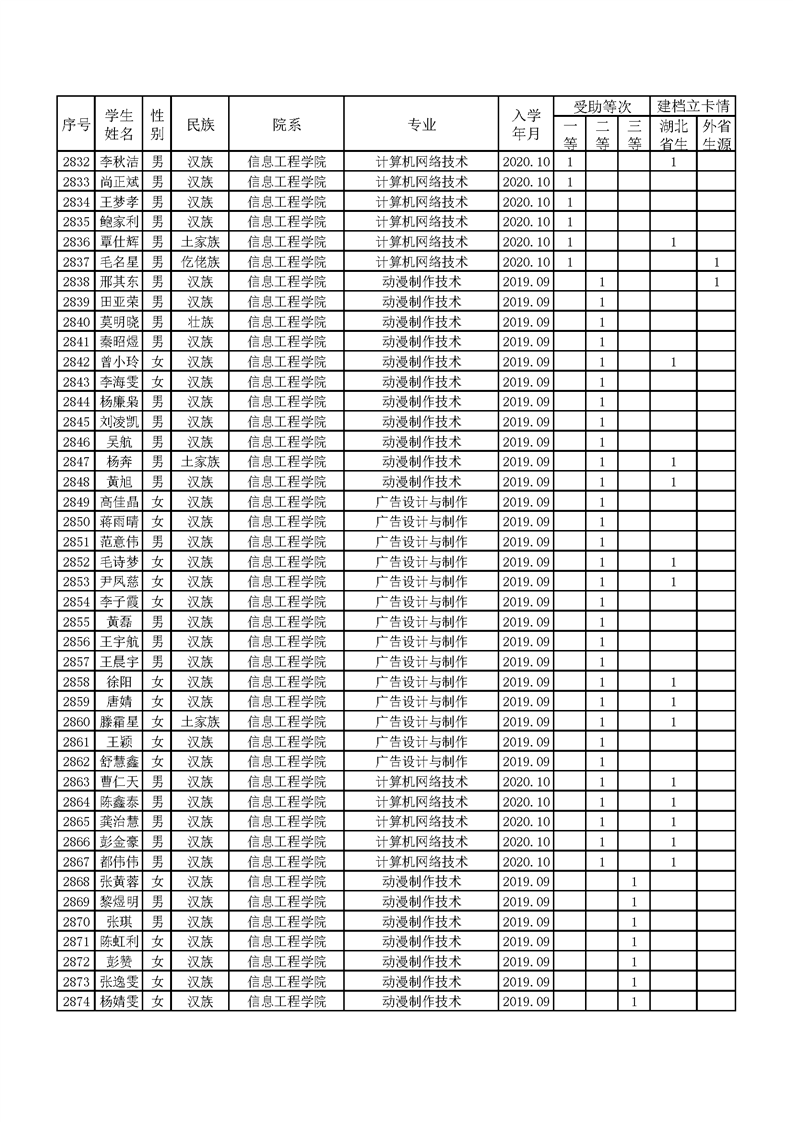 序号 学生姓名 性别 民族 院系 专业 入学年月 受助等次 建档立卡情
一等 二等 三等 湖北省生 外省生源
2832 李秋洁 男 汉族 信息工程学院 计算机网络技术 2020.10 1 1
2833 尚正斌 男 汉族 信息工程学院 计算机网络技术 2020.10 1
2834 王梦孝 男 汉族 信息工程学院 计算机网络技术 2020.10 1
2835 鲍家利 男 汉族 信息工程学院 计算机网络技术 2020.10 1
2836 覃仕辉 男 土家族 信息工程学院 计算机网络技术 2020.10 1 1
2837 毛名星 男 仡佬族 信息工程学院 计算机网络技术 2020.10 1 1
2838 邢其东 男 汉族 信息工程学院 动漫制作技术 2019.09 1 1
2839 田亚荣 男 汉族 信息工程学院 动漫制作技术 2019.09 1
2840 莫明晓 男 壮族 信息工程学院 动漫制作技术 2019.09 1
2841 秦昭煜 男 汉族 信息工程学院 动漫制作技术 2019.09 1
2842 曾小玲 女 汉族 信息工程学院 动漫制作技术 2019.09 1 1
2843 李海雯 女 汉族 信息工程学院 动漫制作技术 2019.09 1
2844 杨廉枭 男 汉族 信息工程学院 动漫制作技术 2019.09 1
2845 刘凌凯 男 汉族 信息工程学院 动漫制作技术 2019.09 1
2846 吴航 男 汉族 信息工程学院 动漫制作技术 2019.09 1
2847 杨奔 男 土家族 信息工程学院 动漫制作技术 2019.09 1 1
2848 黄旭 男 汉族 信息工程学院 动漫制作技术 2019.09 1 1
2849 高佳晶 女 汉族 信息工程学院 广告设计与制作 2019.09 1
2850 蒋雨晴 女 汉族 信息工程学院 广告设计与制作 2019.09 1
2851 范意伟 男 汉族 信息工程学院 广告设计与制作 2019.09 1
2852 毛诗梦 女 汉族 信息工程学院 广告设计与制作 2019.09 1 1
2853 尹凤慈 女 汉族 信息工程学院 广告设计与制作 2019.09 1 1
2854 李子霞 女 汉族 信息工程学院 广告设计与制作 2019.09 1
2855 黄磊 男 汉族 信息工程学院 广告设计与制作 2019.09 1
2856 王宇航 男 汉族 信息工程学院 广告设计与制作 2019.09 1
2857 王晨宇 男 汉族 信息工程学院 广告设计与制作 2019.09 1
2858 徐阳 女 汉族 信息工程学院 广告设计与制作 2019.09 1 1
2859 唐婧 女 汉族 信息工程学院 广告设计与制作 2019.09 1 1
2860 滕霜星 女 土家族 信息工程学院 广告设计与制作 2019.09 1 1
2861 王颖 女 汉族 信息工程学院 广告设计与制作 2019.09 1
2862 舒慧鑫 女 汉族 信息工程学院 广告设计与制作 2019.09 1
2863 曹仁天 男 汉族 信息工程学院 计算机网络技术 2020.10 1 1
2864 陈鑫泰 男 汉族 信息工程学院 计算机网络技术 2020.10 1 1
2865 龚治慧 男 汉族 信息工程学院 计算机网络技术 2020.10 1 1
2866 彭金豪 男 汉族 信息工程学院 计算机网络技术 2020.10 1 1
2867 都伟伟 男 汉族 信息工程学院 计算机网络技术 2020.10 1 1
2868 张黄蓉 女 汉族 信息工程学院 动漫制作技术 2019.09 1
2869 黎煜明 男 汉族 信息工程学院 动漫制作技术 2019.09 1
2870 张琪 男 汉族 信息工程学院 动漫制作技术 2019.09 1
2871 陈虹利 女 汉族 信息工程学院 动漫制作技术 2019.09 1
2872 彭赞 女 汉族 信息工程学院 动漫制作技术 2019.09 1
2873 张逸雯 女 汉族 信息工程学院 动漫制作技术 2019.09 1
2874 杨婧雯 女 汉族 信息工程学院 动漫制作技术 2019.09 1